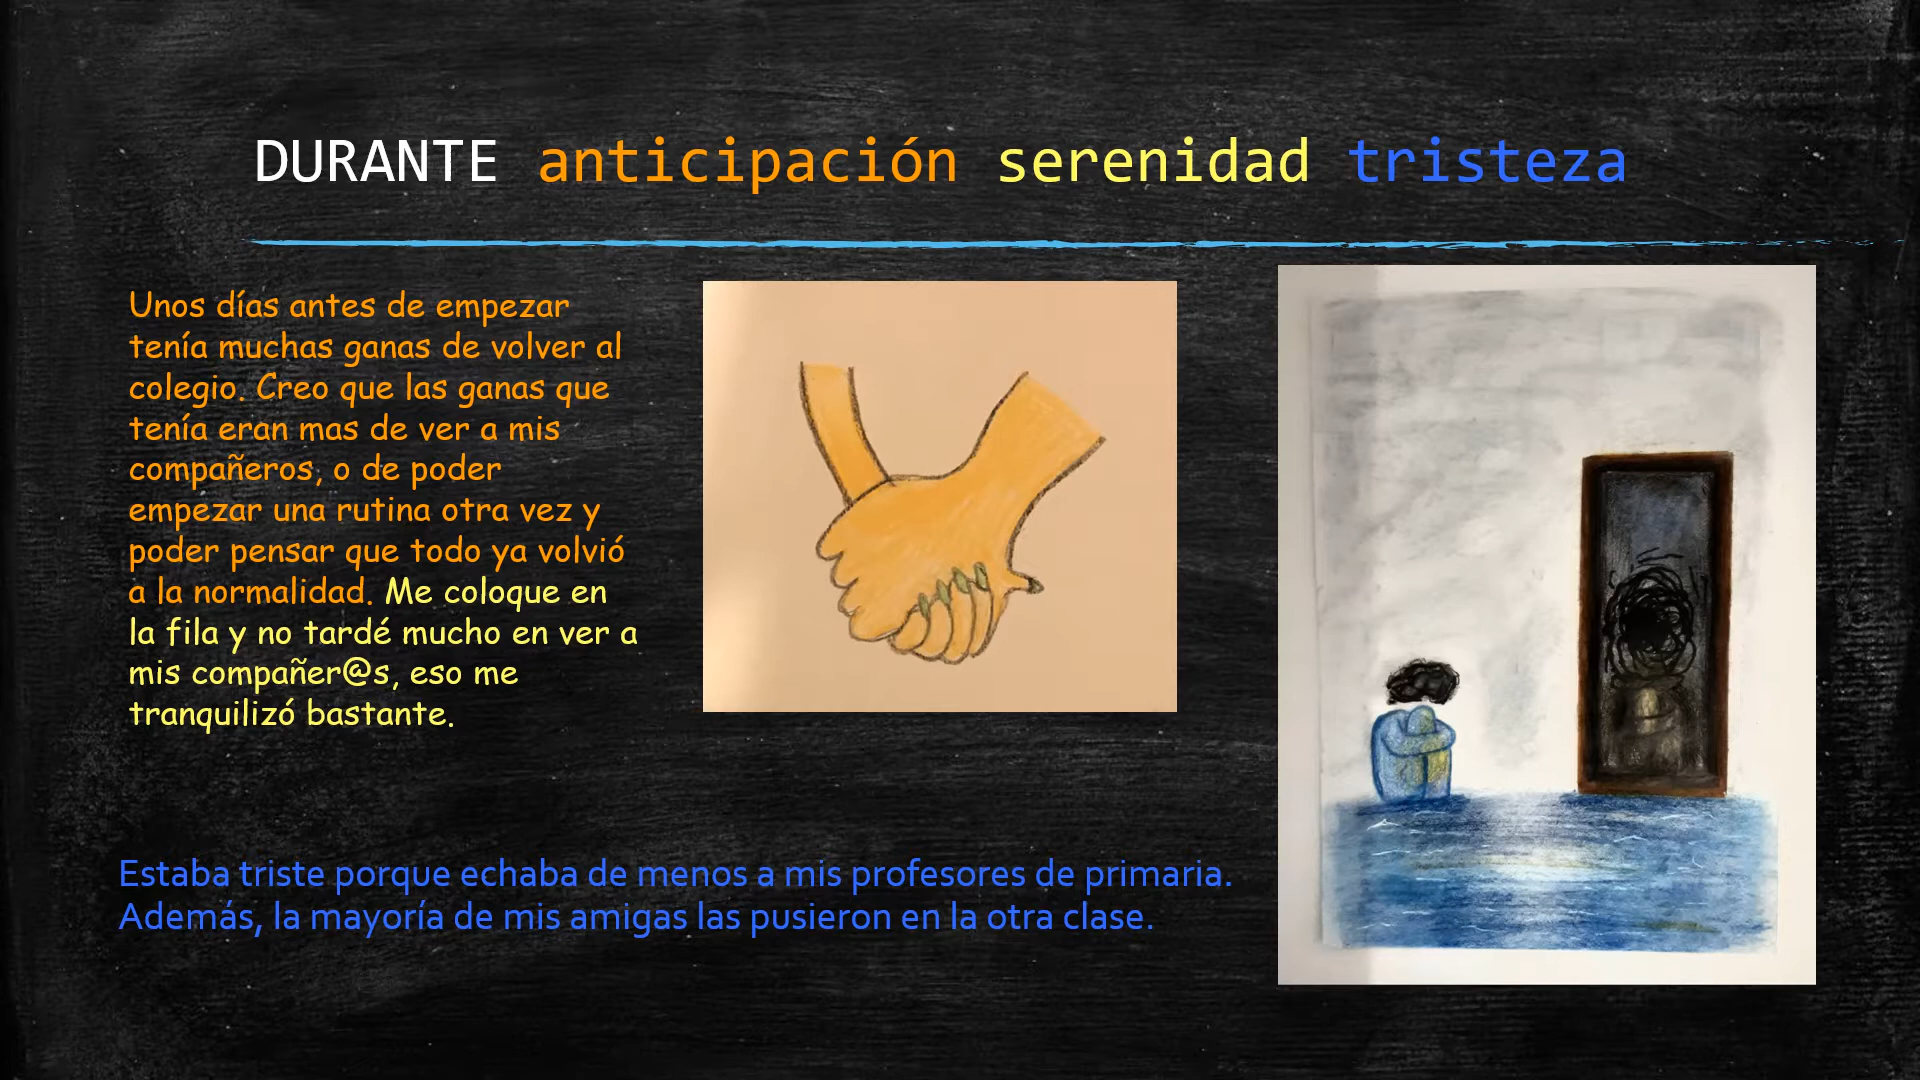 DURANTE anticipación serenidad tristeza
Unos días antes de empezar
tenía muchas ganas de volver al
colegio. Creo que las ganas que
tenía eran mas de ver a mis
compañeros, o de poder
empezar una rutina otra vez y
poder pensar que todo ya volvió
a la normalidad. Me coloque en
la fila y no tardé mucho en ver a
mis compañer@s, eso me
tranquilizó bastante.
Estaba triste porque echaba de menos a mis profesores de primaria.
Además, la mayoría de mis amigas las pusieron en la otra clase.